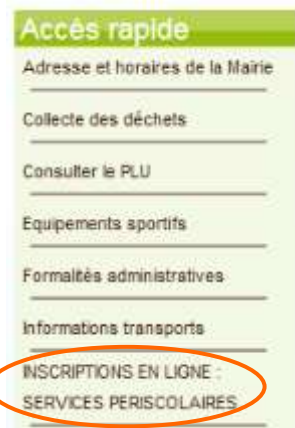 Accès rapide
Adresse et horaires de la Mairie
Collecte des déchets
Consulter le PLU
Equipements sportifs
Formalités administratives
Informations transports
INSCRIPTIONS EN LIGNE :
SERVICES PERISCOLAIRES